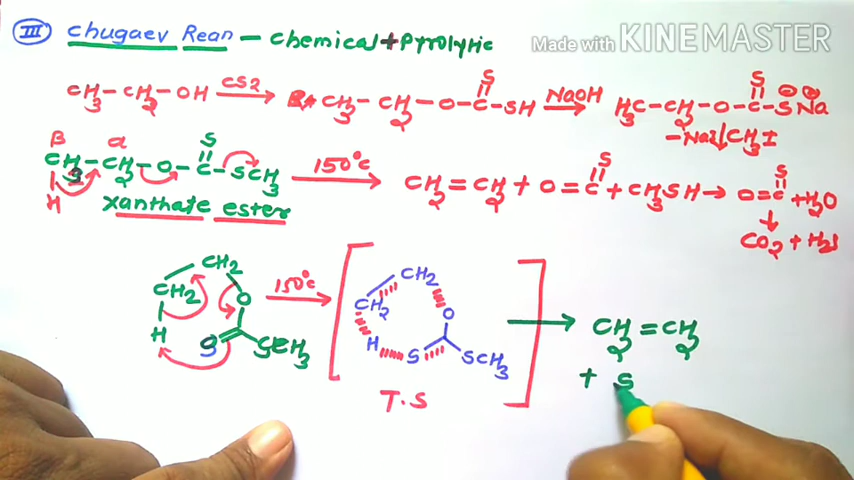 III Chugaev Rean - Chemical + Pyrolytic
Made with KINEMASTER
CH3-CH2-OH CS2→ CH3-CH2-O-C(=S)-SH NaOH→ H3C-CH2-O-C(=S)-S⊖Na⊕
-NaI↓CH3I
β α
CH3-CH2-O-C(=S)-SCH3 150°C→ CH2=CH2 + O=C=S + CH3SH → O=C=S + H2O
H
↓
CO2 + H2S
xanthate ester
CH2
CH2
O
H
S
SCH3
150°C→
CH2
CH2
O
H
S
SCH3
T.S
→ CH2=CH2
+ S